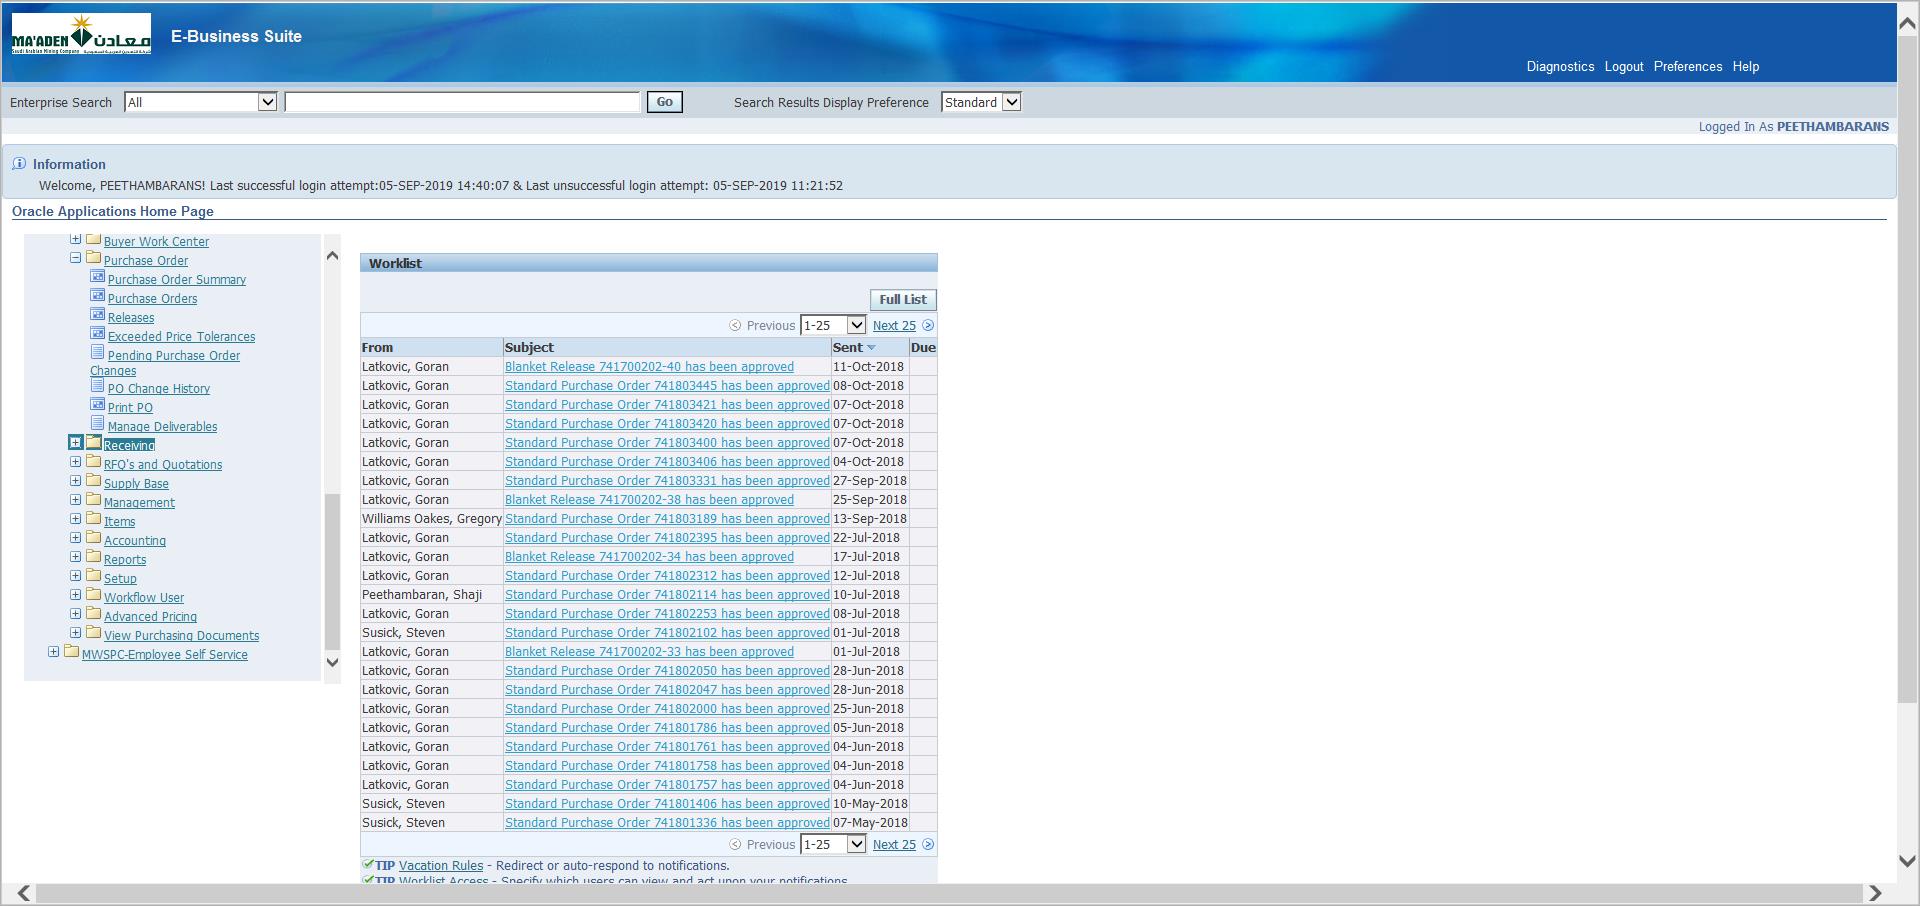 MA'ADEN معادن
Saudi Arabian Mining Company
E-Business Suite
Diagnostics Logout Preferences Help
Enterprise Search All Go Search Results Display Preference Standard
Logged In As PEETHAMBARANS
Information
Welcome, PEETHAMBARANS! Last successful login attempt:05-SEP-2019 14:40:07 & Last unsuccessful login attempt: 05-SEP-2019 11:21:52
Oracle Applications Home Page
Buyer Work Center
Purchase Order
Purchase Order Summary
Purchase Orders
Releases
Exceeded Price Tolerances
Pending Purchase Order
Changes
PO Change History
Print PO
Manage Deliverables
Receiving
RFQ's and Quotations
Supply Base
Management
Items
Accounting
Reports
Setup
Workflow User
Advanced Pricing
View Purchasing Documents
MWSPC-Employee Self Service
Worklist
Full List
Previous 1-25 Next 25
From Subject Sent Due
Latkovic, Goran Blanket Release 741700202-40 has been approved 11-Oct-2018
Latkovic, Goran Standard Purchase Order 741803445 has been approved 08-Oct-2018
Latkovic, Goran Standard Purchase Order 741803421 has been approved 07-Oct-2018
Latkovic, Goran Standard Purchase Order 741803420 has been approved 07-Oct-2018
Latkovic, Goran Standard Purchase Order 741803400 has been approved 07-Oct-2018
Latkovic, Goran Standard Purchase Order 741803406 has been approved 04-Oct-2018
Latkovic, Goran Standard Purchase Order 741803331 has been approved 27-Sep-2018
Latkovic, Goran Blanket Release 741700202-38 has been approved 25-Sep-2018
Williams Oakes, Gregory Standard Purchase Order 741803189 has been approved 13-Sep-2018
Latkovic, Goran Standard Purchase Order 741802395 has been approved 22-Jul-2018
Latkovic, Goran Blanket Release 741700202-34 has been approved 17-Jul-2018
Latkovic, Goran Standard Purchase Order 741802312 has been approved 12-Jul-2018
Peethambaran, Shaji Standard Purchase Order 741802114 has been approved 10-Jul-2018
Latkovic, Goran Standard Purchase Order 741802253 has been approved 08-Jul-2018
Susick, Steven Standard Purchase Order 741802102 has been approved 01-Jul-2018
Latkovic, Goran Blanket Release 741700202-33 has been approved 01-Jul-2018
Latkovic, Goran Standard Purchase Order 741802050 has been approved 28-Jun-2018
Latkovic, Goran Standard Purchase Order 741802047 has been approved 28-Jun-2018
Latkovic, Goran Standard Purchase Order 741802000 has been approved 25-Jun-2018
Latkovic, Goran Standard Purchase Order 741801786 has been approved 05-Jun-2018
Latkovic, Goran Standard Purchase Order 741801761 has been approved 04-Jun-2018
Latkovic, Goran Standard Purchase Order 741801758 has been approved 04-Jun-2018
Latkovic, Goran Standard Purchase Order 741801757 has been approved 04-Jun-2018
Susick, Steven Standard Purchase Order 741801406 has been approved 10-May-2018
Susick, Steven Standard Purchase Order 741801336 has been approved 07-May-2018
Previous 1-25 Next 25
TIP Vacation Rules - Redirect or auto-respond to notifications.
TIP Worklist Access - Specify which users can view and act upon your notifications.